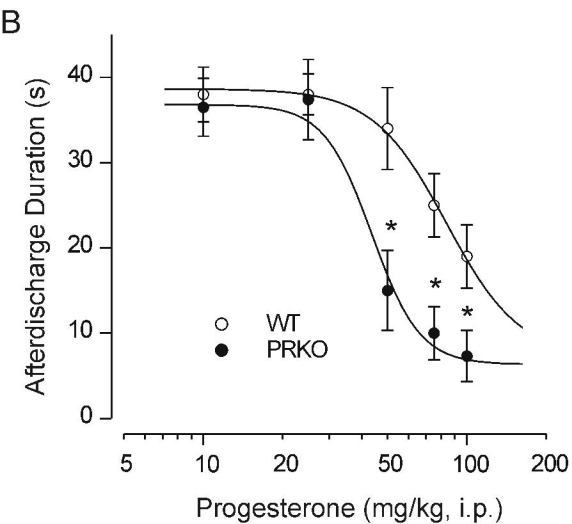 B
Afterdischarge Duration (s)
40
30
20
10
0
*
*
*
WT
PRKO
5 10 20 50 100 200
Progesterone (mg/kg, i.p.)